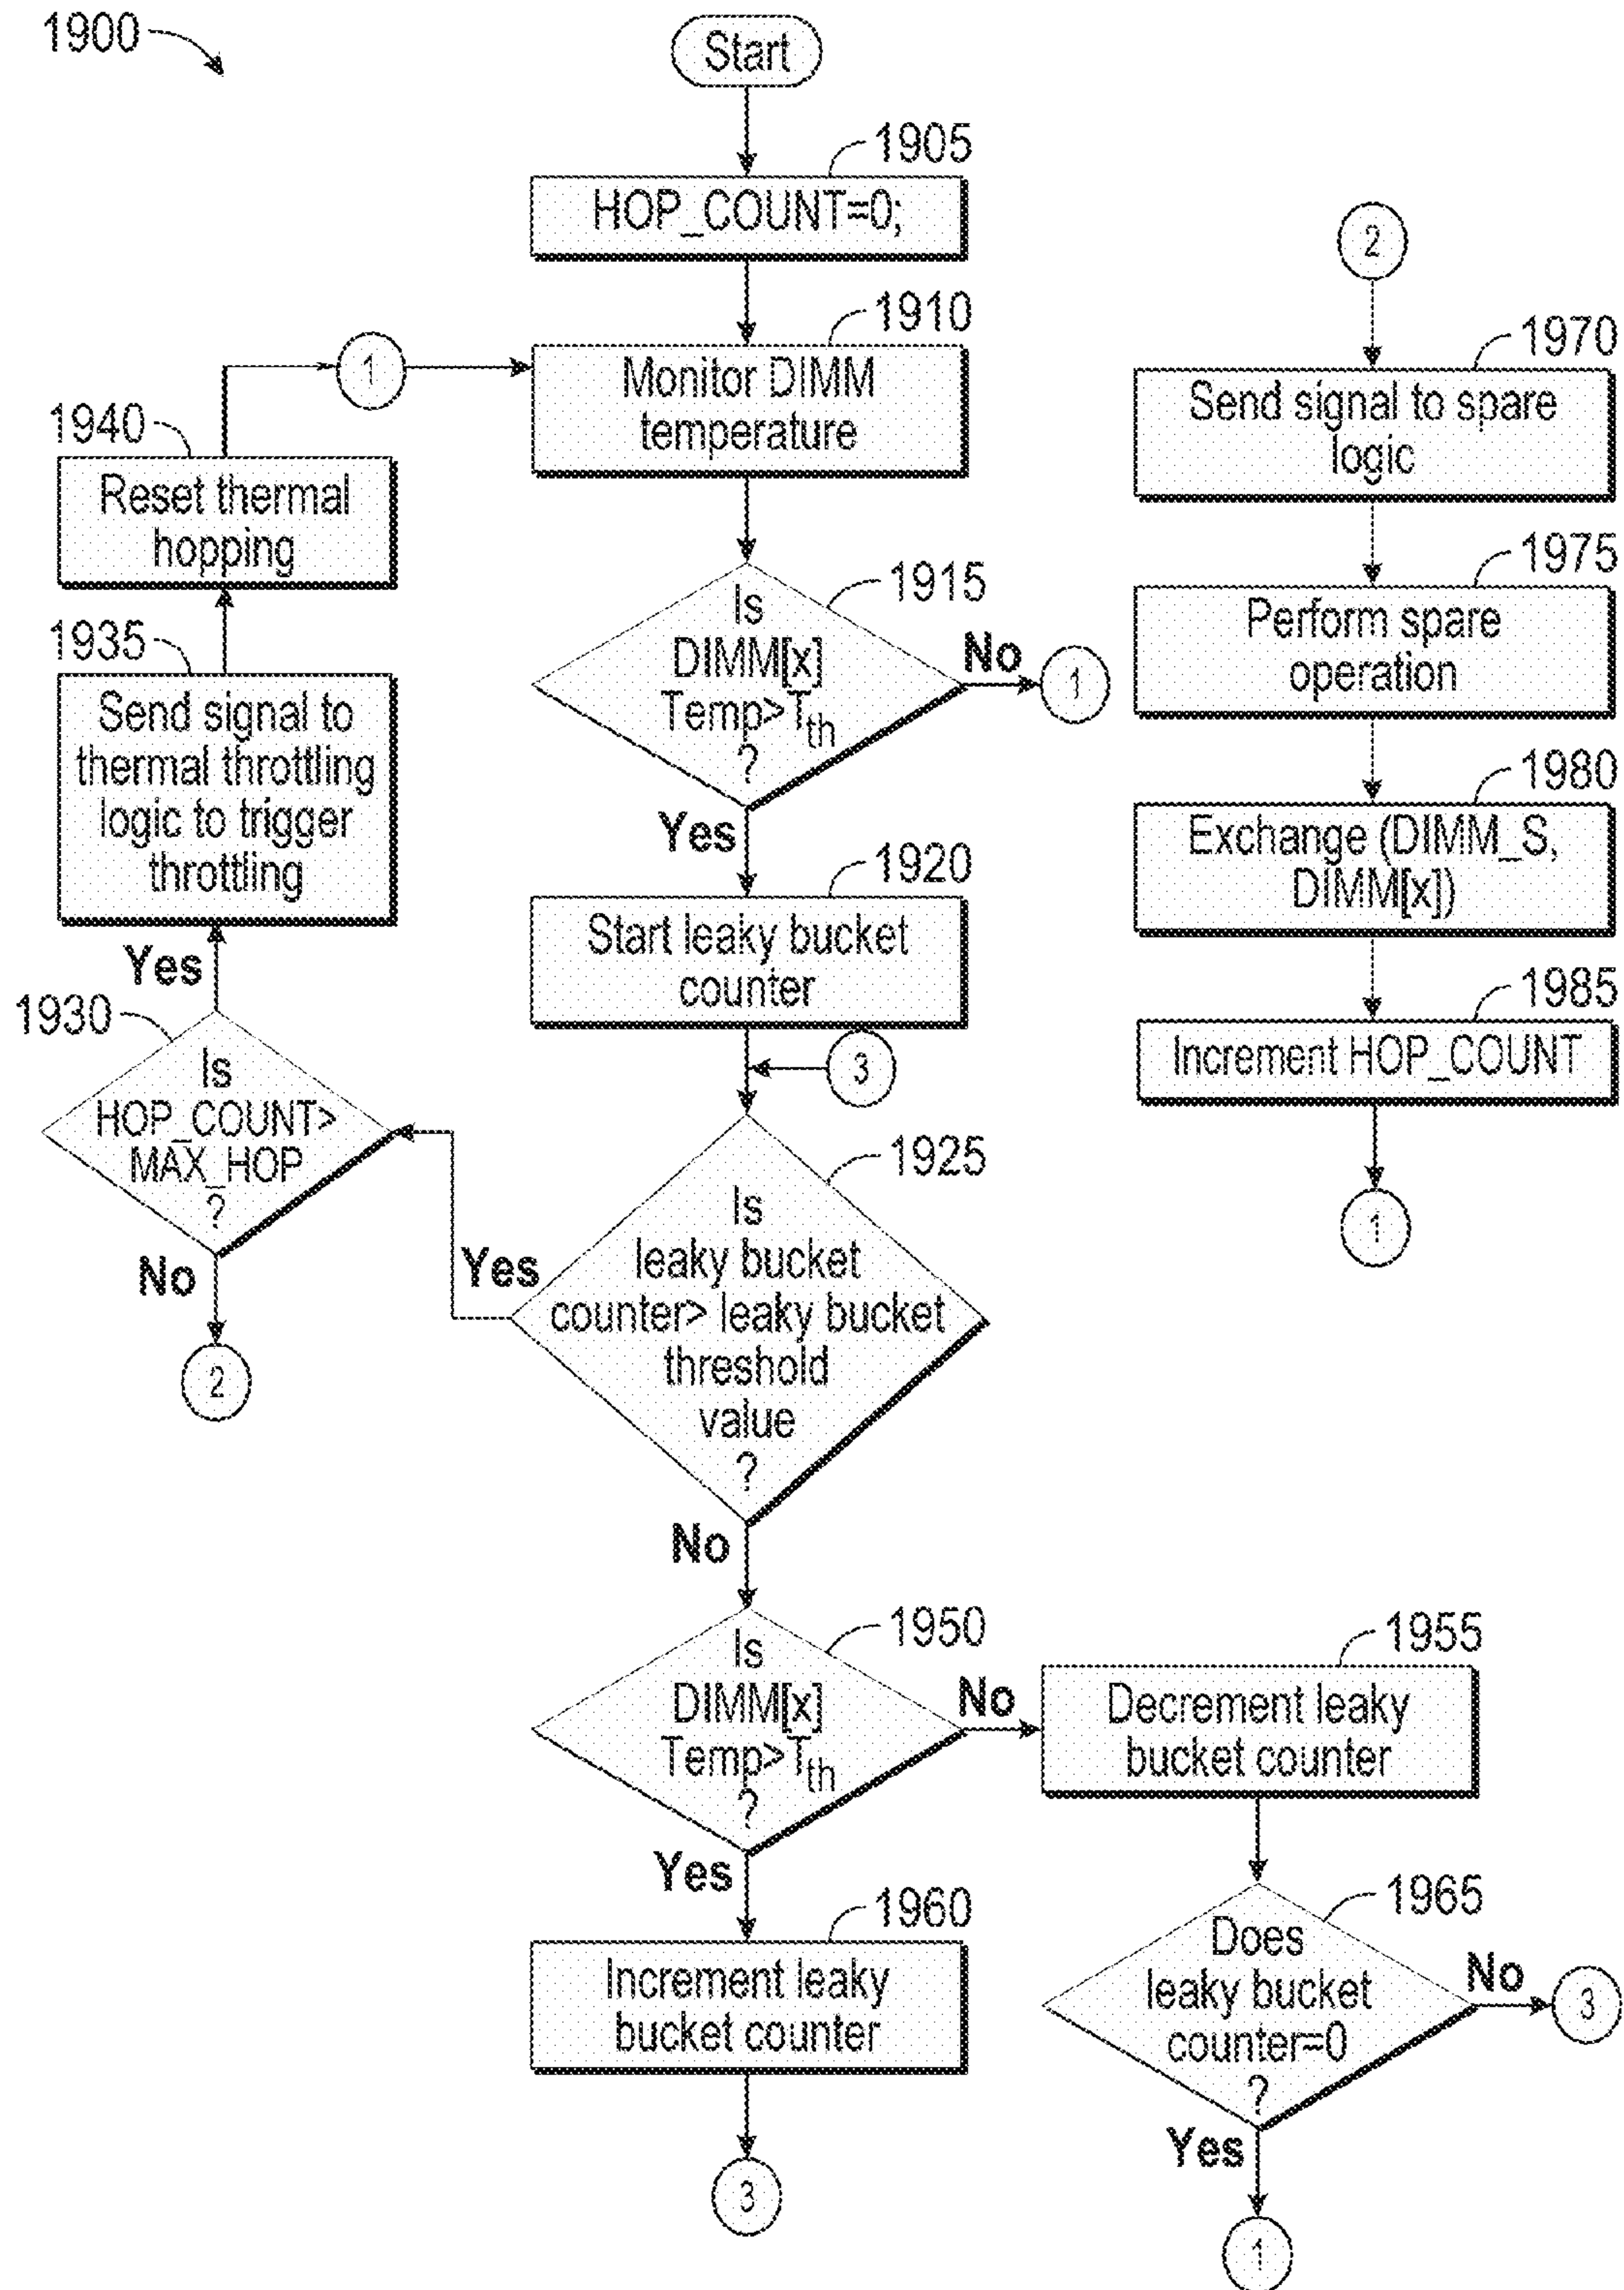 1900
Start
1905
HOP_COUNT=0;
1910
1
Monitor DIMM
temperature
1915
Is
DIMM[x]
Temp>Tth
?
No
1
Yes
1920
Start leaky bucket
counter
3
1925
Is
leaky bucket
counter> leaky bucket
threshold
value
?
Yes
1930
Is
HOP_COUNT>
MAX_HOP
?
Yes
1935
Send signal to
thermal throttling
logic to trigger
throttling
1940
Reset thermal
hopping
No
2
No
1950
Is
DIMM[x]
Temp>Tth
?
No
1955
Decrement leaky
bucket counter
Yes
1960
Increment leaky
bucket counter
3
1965
Does
leaky bucket
counter=0
?
No
3
Yes
1
2
1970
Send signal to spare
logic
1975
Perform spare
operation
1980
Exchange (DIMM_S,
DIMM[x])
1985
Increment HOP_COUNT
1